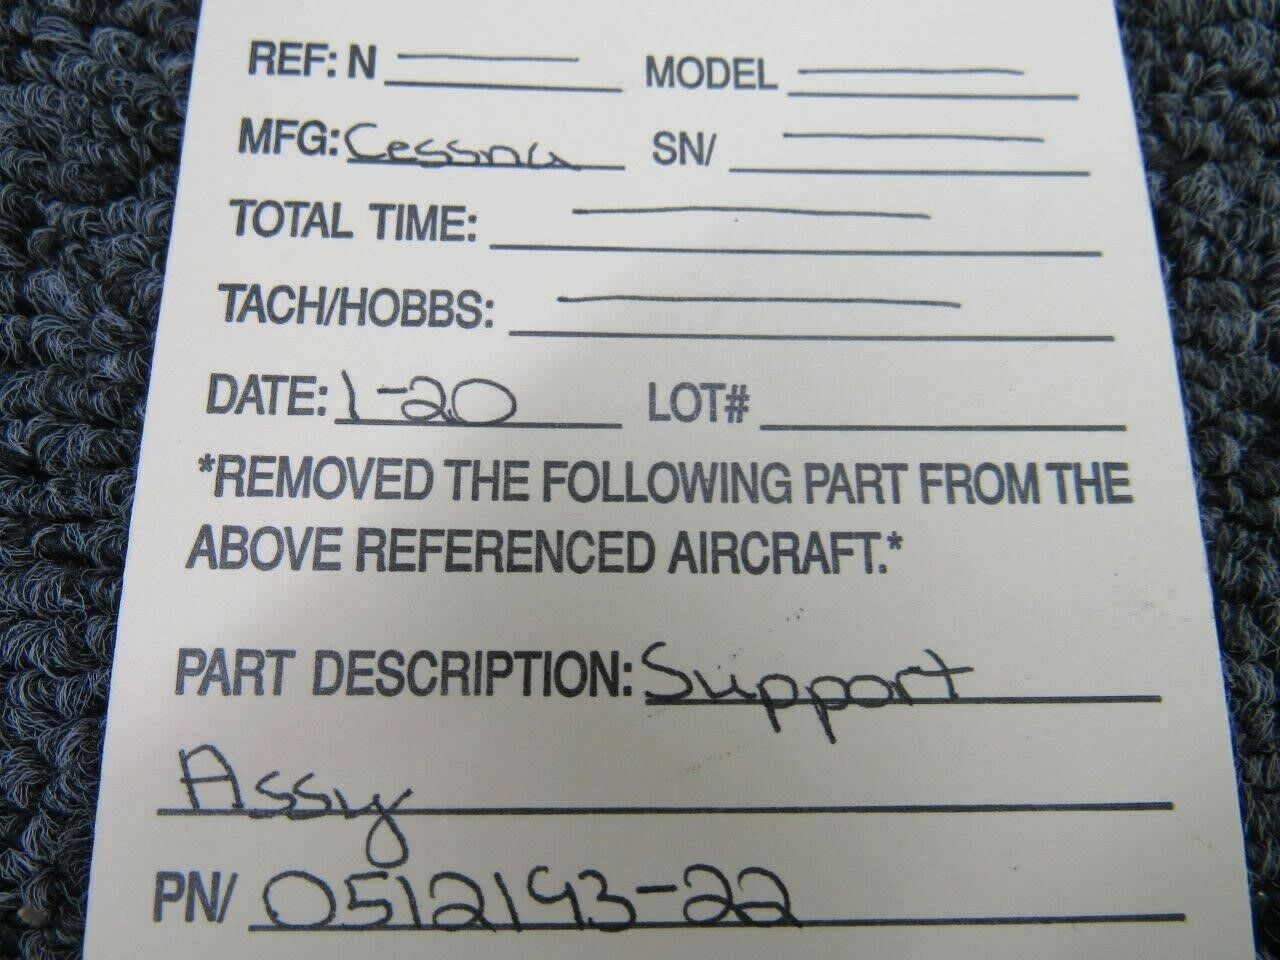 REF: N MODEL
MFG: Cessna SN/
TOTAL TIME:
TACH/HOBBS:
DATE: 1-20 LOT#
*REMOVED THE FOLLOWING PART FROM THE
ABOVE REFERENCED AIRCRAFT.*
PART DESCRIPTION: Support
Assy
PN/ 0512193-22